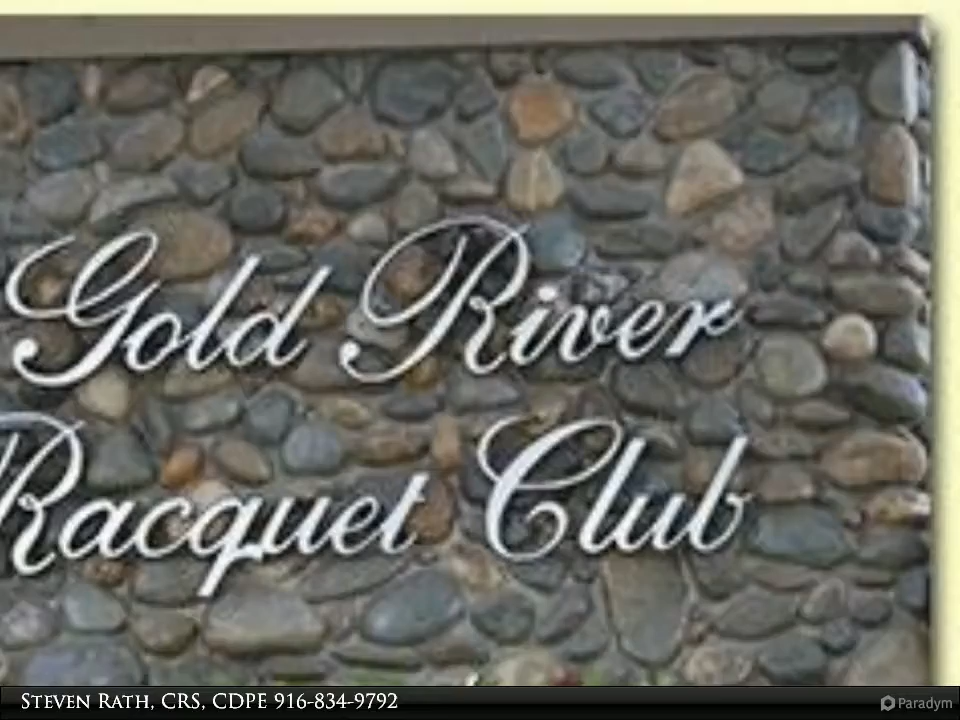 Gold River
Racquet Club
STEVEN RATH, CRS, CDPE 916-834-9792
Paradym